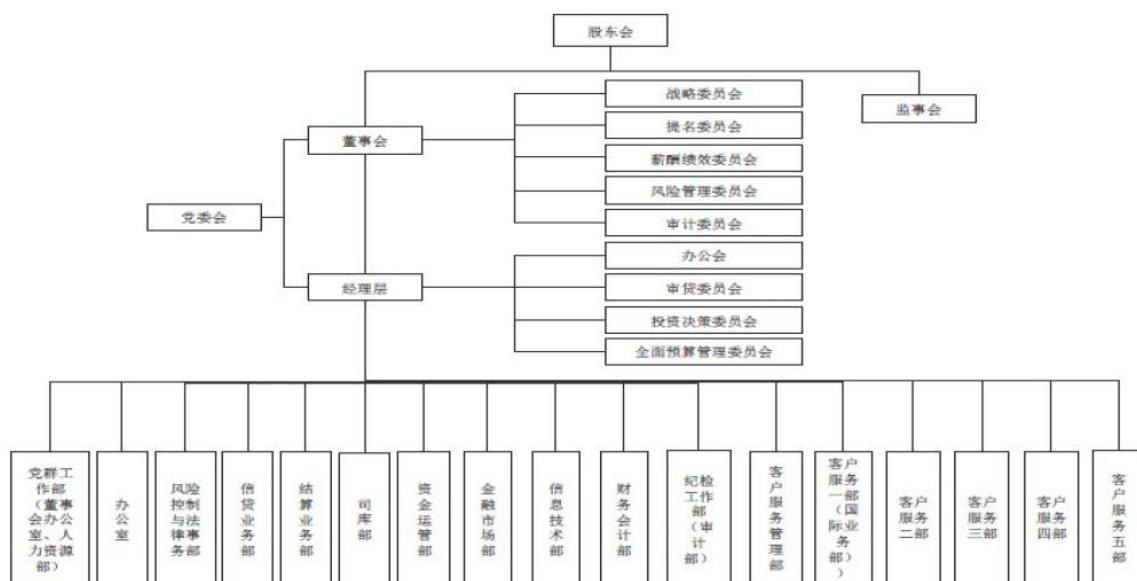 股东会
战略委员会
监事会
提名委员会
董事会
薪酬绩效委员会
风险管理委员会
党委会
审计委员会
办公会
经理层
审贷委员会
投资决策委员会
全面预算管理委员会
党群工
作部
（董事
会办公
室、人
力资源
部）
办公室
风险
控制
与法
律事
务部
信贷业务部
结算业务部
司库部
资金运管部
金融市场部
信息技术部
财务会计部
纪检
工作
部
（审
计
部）
客户服务管理部
客户
服务
一部
（国
际业
务
部）
）
客户
服务
二部
客户
服务
三部
客户
服务
四部
客户服务五部